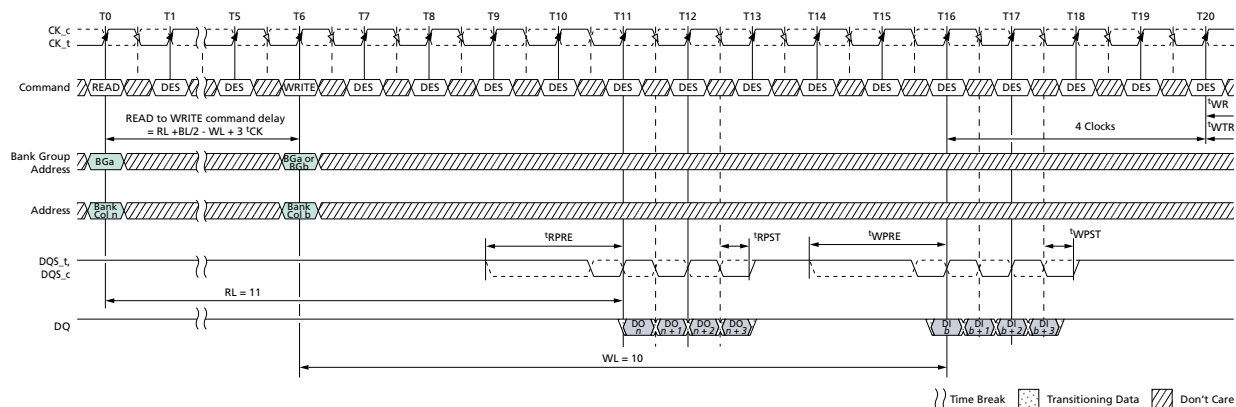 T0 T1 T5 T6 T7 T8 T9 T10 T11 T12 T13 T14 T15 T16 T17 T18 T19 T20
CK_c
CK_t
Command READ DES DES WRITE DES DES DES DES DES DES DES DES DES DES DES DES DES DES
tWR
READ to WRITE command delay
= RL +BL/2 - WL + 3 tCK
4 Clocks
tWTR
Bank Group
Address
BGa
BGa or
BGb
Address
Bank
Col n
Bank
Col b
tRPRE tRPST tWPRE tWPST
DQS_t,
DQS_c
RL = 11
DQ
DO
n
DO
n + 1
DO
n + 2
DO
n + 3
DI
b
DI
b + 1
DI
b + 2
DI
b + 3
WL = 10
Time Break Transitioning Data Don't Care